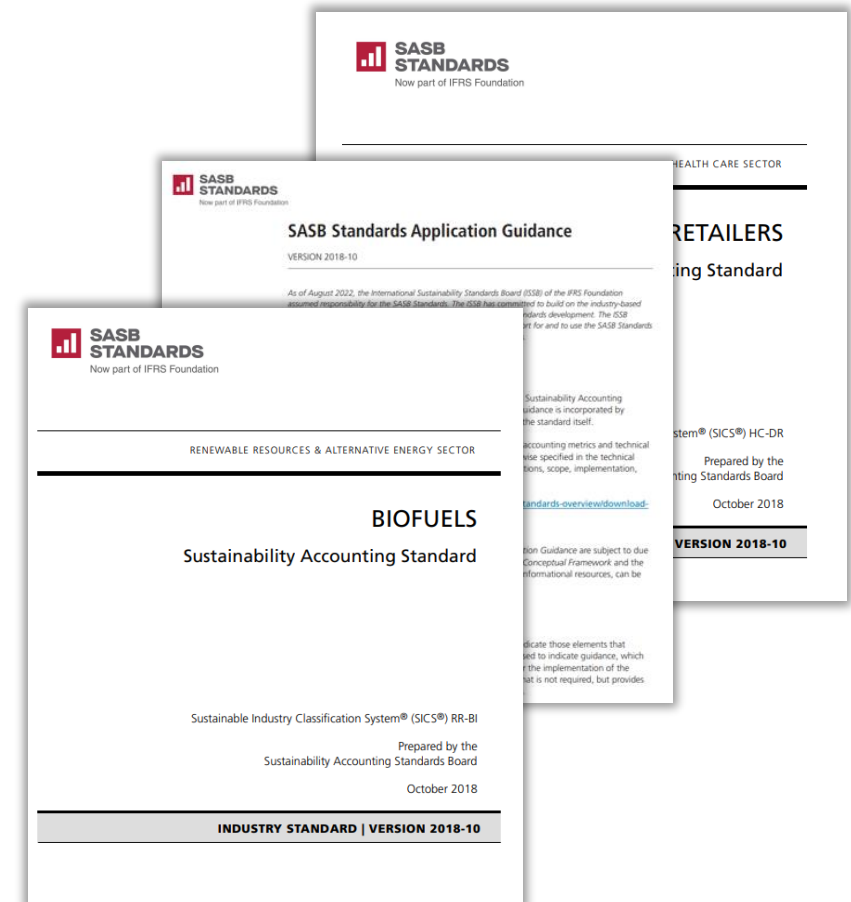 SASB
STANDARDS
Now part of IFRS Foundation
HEALTH CARE SECTOR
RETAILERS
ing Standard
stem® (SICS®) HC-DR
Prepared by the
nting Standards Board
October 2018
VERSION 2018-10
SASB
STANDARDS
Now part of IFRS Foundation
SASB Standards Application Guidance
VERSION 2018-10
As of August 2022, the International Sustainability Standards Board (ISSB) of the IFRS Foundation
assumed responsibility for the SASB Standards. The ISSB has committed to build on the industry-based
ndards development. The ISSB
rt for and to use the SASB Standards
Sustainability Accounting
uidance is incorporated by
he standard itself.
accounting metrics and technical
wise specified in the technical
tions, scope, implementation,
tandards-overview/download-
tion Guidance are subject to due
Conceptual Framework and the
nformational resources, can be
dicate those elements that
sed to indicate guidance, which
r the implementation of the
hat is not required, but provides
SASB
STANDARDS
Now part of IFRS Foundation
RENEWABLE RESOURCES & ALTERNATIVE ENERGY SECTOR
BIOFUELS
Sustainability Accounting Standard
Sustainable Industry Classification System® (SICS®) RR-BI
Prepared by the
Sustainability Accounting Standards Board
October 2018
INDUSTRY STANDARD | VERSION 2018-10